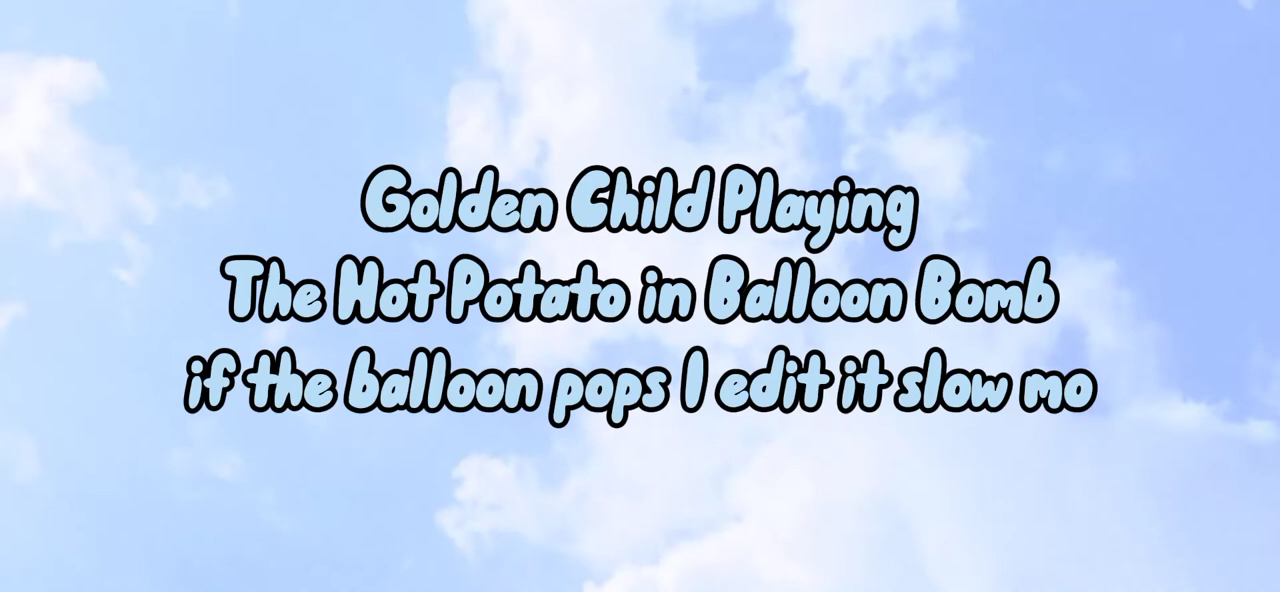 Golden Child Playing
The Hot Potato in Balloon Bomb
if the balloon pops I edit it slow mo